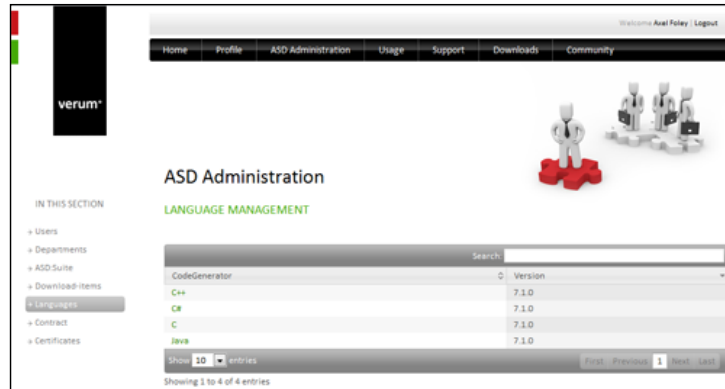 Welcome Axel Foley | Logout
Home Profile ASD Administration Usage Support Downloads Community
verum+
ASD Administration
LANGUAGE MANAGEMENT
IN THIS SECTION
+ Users
+ Departments
+ ASD:Suite
+ Download-items
+ Languages
+ Contract
+ Certificates
Search:
CodeGenerator Version
C++ 7.1.0
C# 7.1.0
C 7.1.0
Java 7.1.0
Show 10 entries First Previous 1 Next Last
Showing 1 to 4 of 4 entries